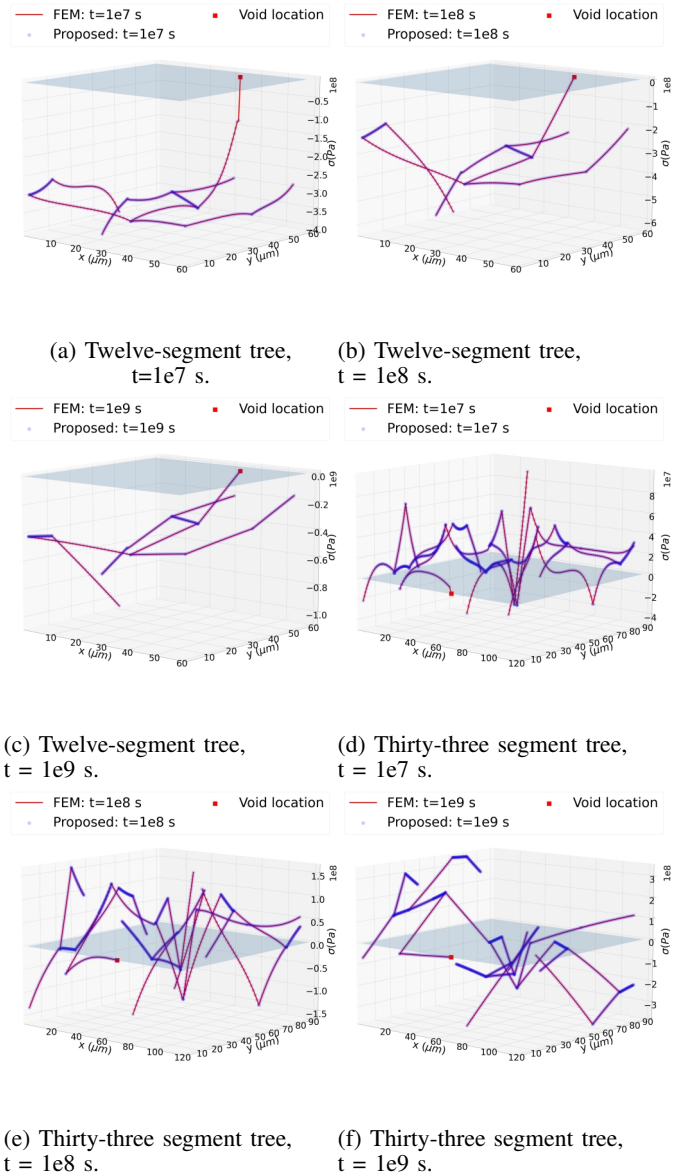 FEM: t=1e7 s
Void location
Proposed: t=1e7 s
FEM: t=1e8 s
Void location
Proposed: t=1e8 s
1e8
−0.5
−1.0
−1.5
−2.0
−2.5
−3.0
−3.5
−4.0
σ(Pa)
10
20
30
40
50
60
x (μm)
10
20
30
40
50
60
y (μm)
1e8
0
−1
−2
−3
−4
−5
−6
σ(Pa)
10
20
30
40
50
60
x (μm)
10
20
30
40
50
60
y (μm)
(a) Twelve-segment tree,
t=1e7 s.
(b) Twelve-segment tree,
t = 1e8 s.
FEM: t=1e9 s
Void location
Proposed: t=1e9 s
FEM: t=1e7 s
Void location
Proposed: t=1e7 s
1e9
0.0
−0.2
−0.4
−0.6
−0.8
−1.0
σ(Pa)
10
20
30
40
50
60
x (μm)
10
20
30
40
50
60
y (μm)
1e7
8
6
4
2
0
−2
−4
σ(Pa)
20
40
60
80
100
120
x (μm)
10
20
30
40
50
60
70
80
90
y (μm)
(c) Twelve-segment tree,
t = 1e9 s.
(d) Thirty-three segment tree,
t = 1e7 s.
FEM: t=1e8 s
Void location
Proposed: t=1e8 s
FEM: t=1e9 s
Void location
Proposed: t=1e9 s
1e8
1.5
1.0
0.5
0.0
−0.5
−1.0
−1.5
σ(Pa)
20
40
60
80
100
120
x (μm)
10
20
30
40
50
60
70
80
90
y (μm)
1e8
3
2
1
0
−1
−2
−3
σ(Pa)
20
40
60
80
100
120
x (μm)
10
20
30
40
50
60
70
80
90
y (μm)
(e) Thirty-three segment tree,
t = 1e8 s.
(f) Thirty-three segment tree,
t = 1e9 s.